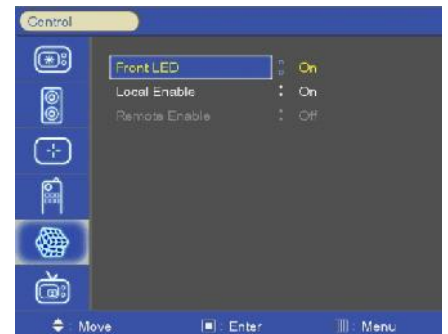 Control
Front LED : On
Local Enable : On
Remote Enable : Off
: Move : Enter : Menu